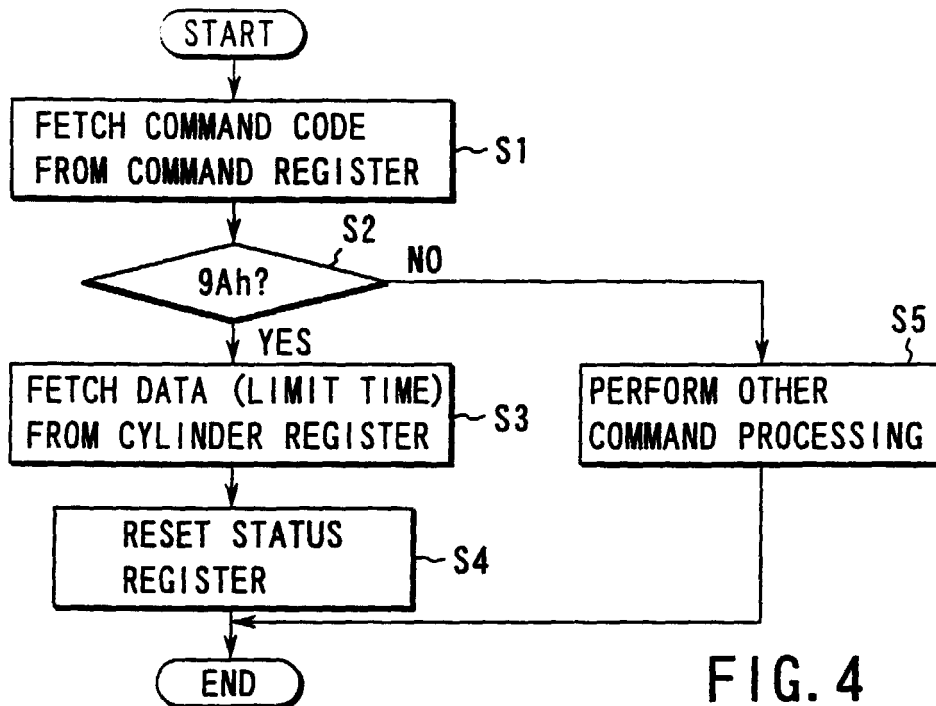 START
FETCH COMMAND CODE
FROM COMMAND REGISTER
S1
S2
9Ah?
NO
YES
S5
FETCH DATA (LIMIT TIME)
FROM CYLINDER REGISTER
S3
PERFORM OTHER
COMMAND PROCESSING
RESET STATUS
REGISTER
S4
END
FIG. 4